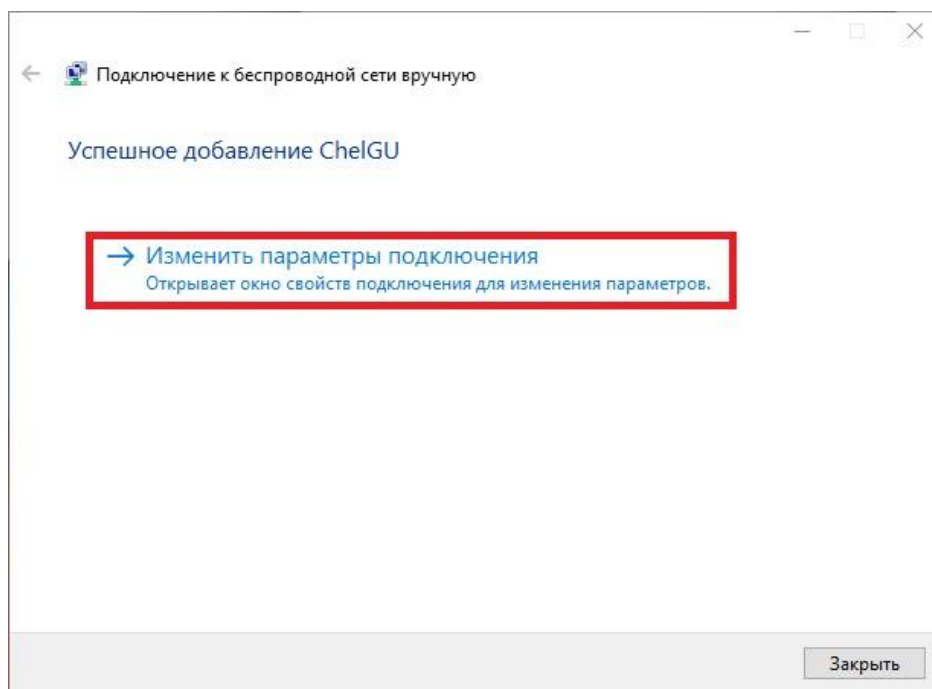 Подключение к беспроводной сети вручную
Успешное добавление ChelGU
Изменить параметры подключения
Открывает окно свойств подключения для изменения параметров.
Закрыть